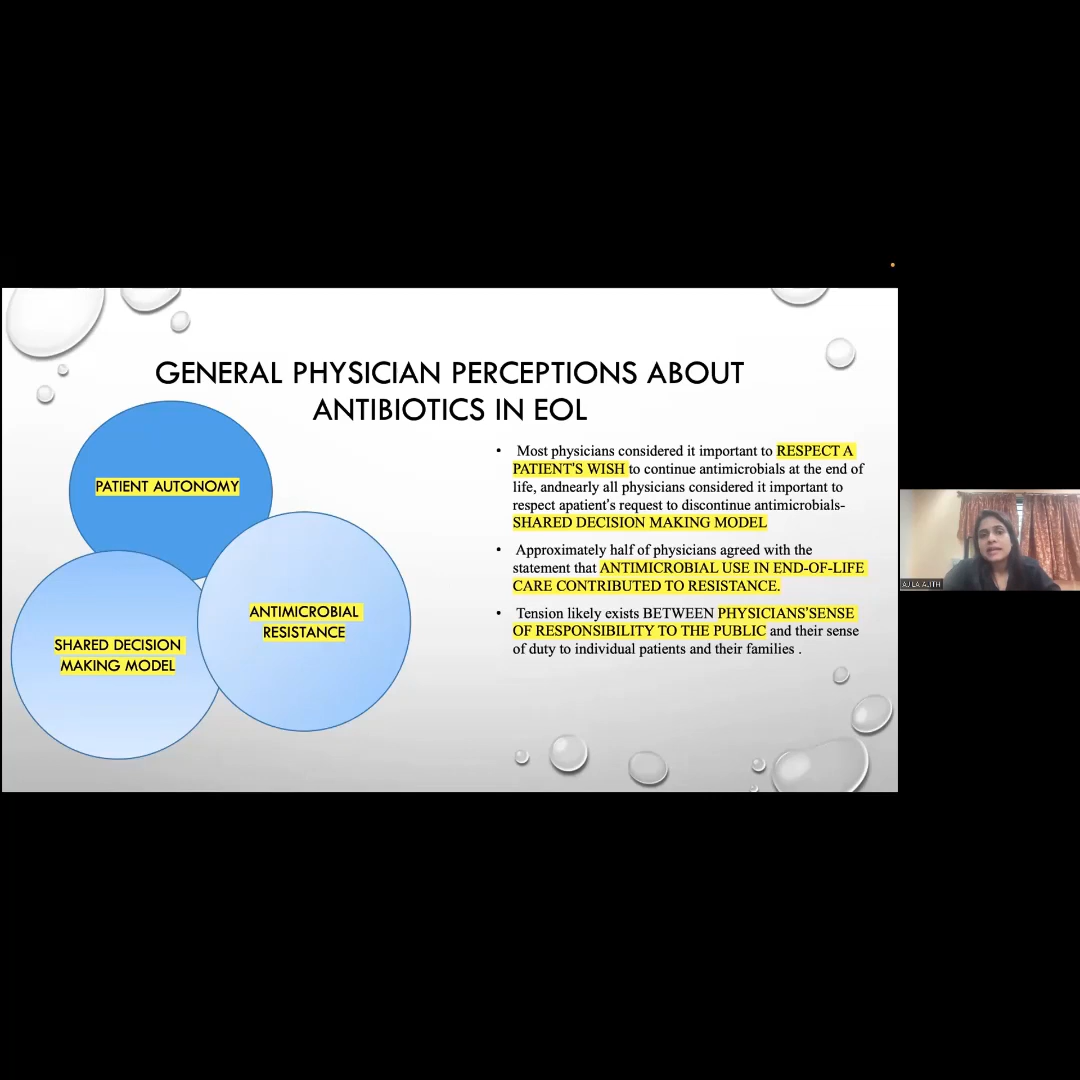 GENERAL PHYSICIAN PERCEPTIONS ABOUT
ANTIBIOTICS IN EOL
PATIENT AUTONOMY
SHARED DECISION
MAKING MODEL
ANTIMICROBIAL
RESISTANCE
• Most physicians considered it important to RESPECT A
PATIENT'S WISH to continue antimicrobials at the end of
life, andnearly all physicians considered it important to
respect apatient's request to discontinue antimicrobials-
SHARED DECISION MAKING MODEL
• Approximately half of physicians agreed with the
statement that ANTIMICROBIAL USE IN END-OF-LIFE
CARE CONTRIBUTED TO RESISTANCE.
• Tension likely exists BETWEEN PHYSICIANS'SENSE
OF RESPONSIBILITY TO THE PUBLIC and their sense
of duty to individual patients and their families .